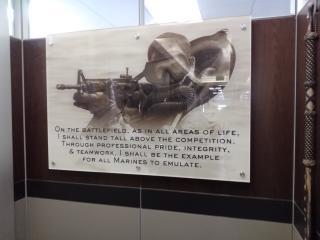 ON THE BATTLEFIELD, AS IN ALL AREAS OF LIFE,
I SHALL STAND TALL ABOVE THE COMPETITION.
THROUGH PROFESSIONAL PRIDE, INTEGRITY,
& TEAMWORK, I SHALL BE THE EXAMPLE
FOR ALL MARINES TO EMULATE.